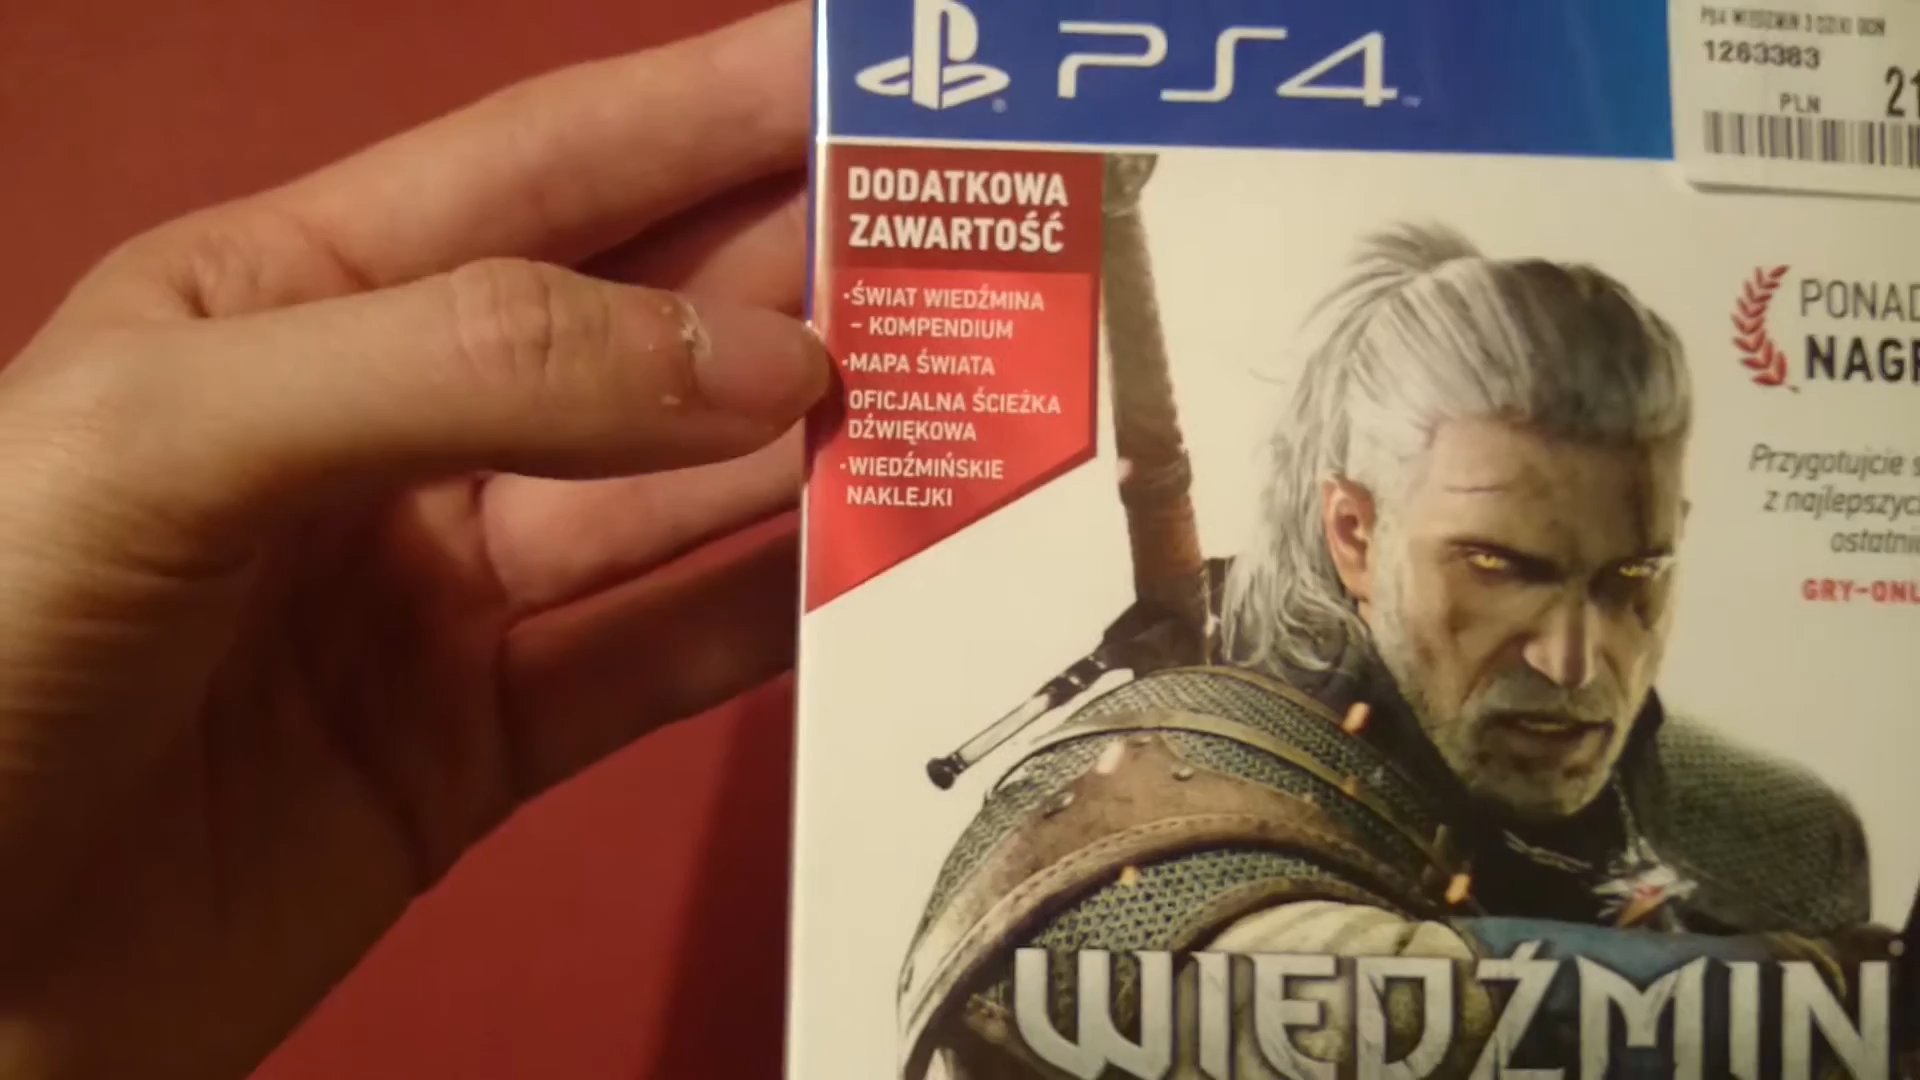 PS4
PS4 WIEDŹMIN 3 DZIKI GON
1263383
PLN 21
DODATKOWA
ZAWARTOŚĆ
·ŚWIAT WIEDŹMINA
– KOMPENDIUM
·MAPA ŚWIATA
OFICJALNA ŚCIEŻKA
DŹWIĘKOWA
·WIEDŹMIŃSKIE
NAKLEJKI
PONAD
NAGR
Przygotujcie s
z najlepszyc
ostatni
GRY-ONL
WIEDŹMIN